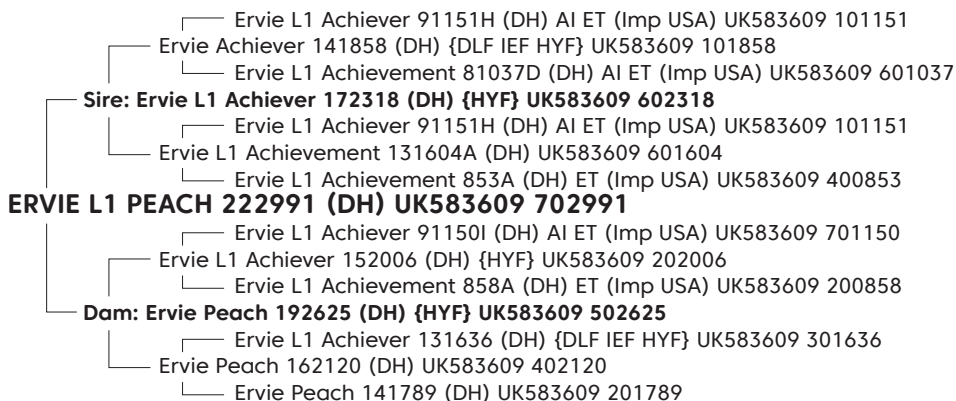 Ervie L1 Achiever 91151H (DH) AI ET (Imp USA) UK583609 101151
Ervie Achiever 141858 (DH) {DLF IEF HYF} UK583609 101858
Ervie L1 Achievement 81037D (DH) AI ET (Imp USA) UK583609 601037
Sire: Ervie L1 Achiever 172318 (DH) {HYF} UK583609 602318
Ervie L1 Achiever 91151H (DH) AI ET (Imp USA) UK583609 101151
Ervie L1 Achievement 131604A (DH) UK583609 601604
Ervie L1 Achievement 853A (DH) ET (Imp USA) UK583609 400853
ERVIE L1 PEACH 222991 (DH) UK583609 702991
Ervie L1 Achiever 91150I (DH) AI ET (Imp USA) UK583609 701150
Ervie L1 Achiever 152006 (DH) {HYF} UK583609 202006
Ervie L1 Achievement 858A (DH) ET (Imp USA) UK583609 200858
Dam: Ervie Peach 192625 (DH) {HYF} UK583609 502625
Ervie L1 Achiever 131636 (DH) {DLF IEF HYF} UK583609 301636
Ervie Peach 162120 (DH) UK583609 402120
Ervie Peach 141789 (DH) UK583609 201789